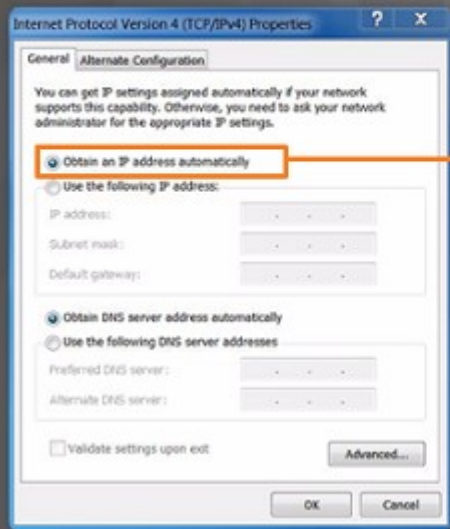 Internet Protocol Version 4 (TCP/IPv4) Properties
General
Alternate Configuration
You can get IP settings assigned automatically if your network
supports this capability. Otherwise, you need to ask your network
administrator for the appropriate IP settings.
Obtain an IP address automatically
Use the following IP address:
IP address:
Subnet mask:
Default gateway:
Obtain DNS server address automatically
Use the following DNS server addresses
Preferred DNS server:
Alternate DNS server:
Validate settings upon exit
Advanced...
OK
Cancel